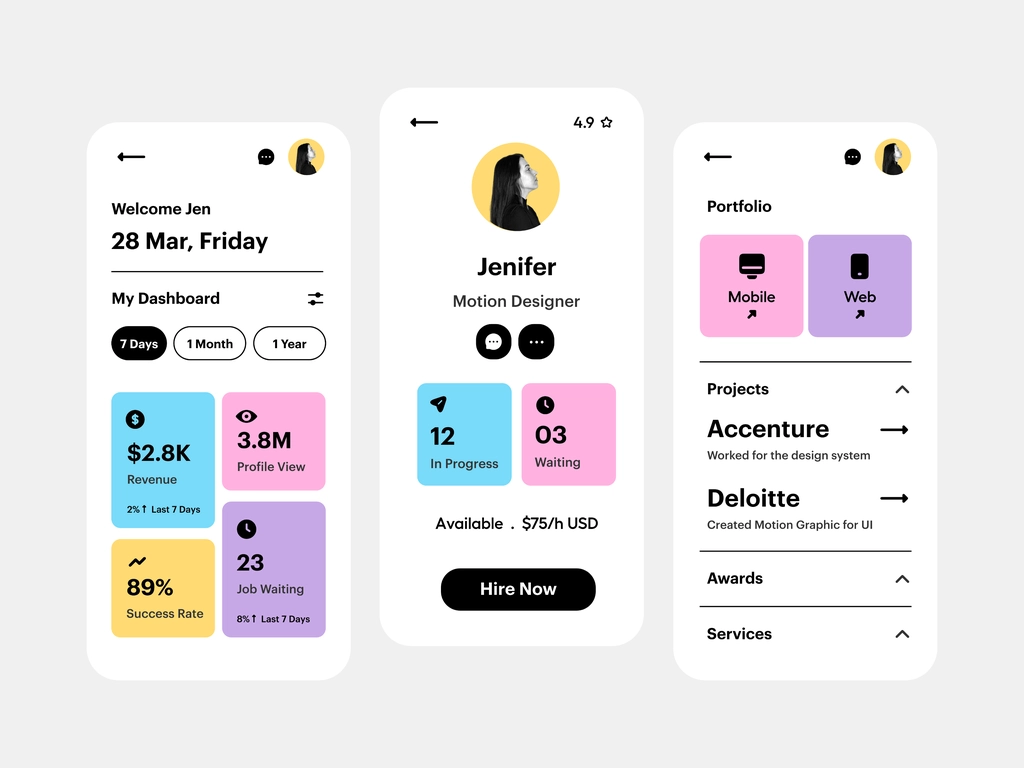 Welcome Jen
28 Mar, Friday
My Dashboard
7 Days
1 Month
1 Year
$2.8K
Revenue
2%↑ Last 7 Days
3.8M
Profile View
89%
Success Rate
23
Job Waiting
8%↑ Last 7 Days
4.9
Jenifer
Motion Designer
12
In Progress
03
Waiting
Available . $75/h USD
Hire Now
Portfolio
Mobile
Web
Projects
Accenture
Worked for the design system
Deloitte
Created Motion Graphic for UI
Awards
Services